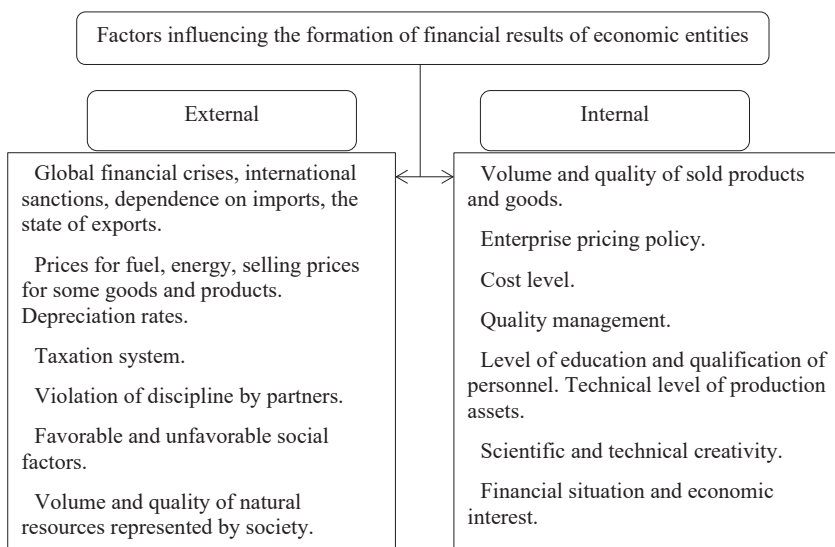 Factors influencing the formation of financial results of economic entities
External
Global financial crises, international
sanctions, dependence on imports, the
state of exports.
Prices for fuel, energy, selling prices
for some goods and products.
Depreciation rates.
Taxation system.
Violation of discipline by partners.
Favorable and unfavorable social
factors.
Volume and quality of natural
resources represented by society.
Internal
Volume and quality of sold products
and goods.
Enterprise pricing policy.
Cost level.
Quality management.
Level of education and qualification of
personnel. Technical level of production
assets.
Scientific and technical creativity.
Financial situation and economic
interest.